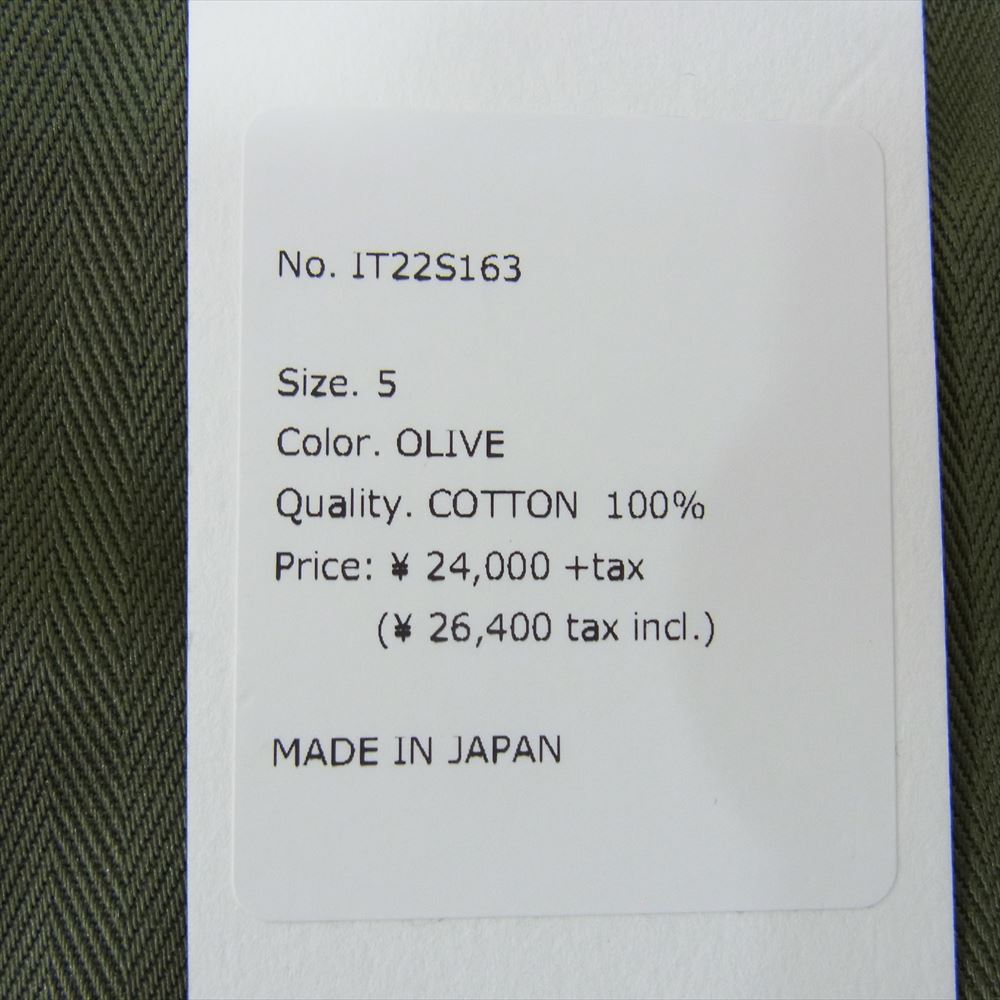 No. IT22S163
Size. 5
Color. OLIVE
Quality. COTTON 100%
Price: ¥ 24,000 +tax
(¥ 26,400 tax incl.)
MADE IN JAPAN